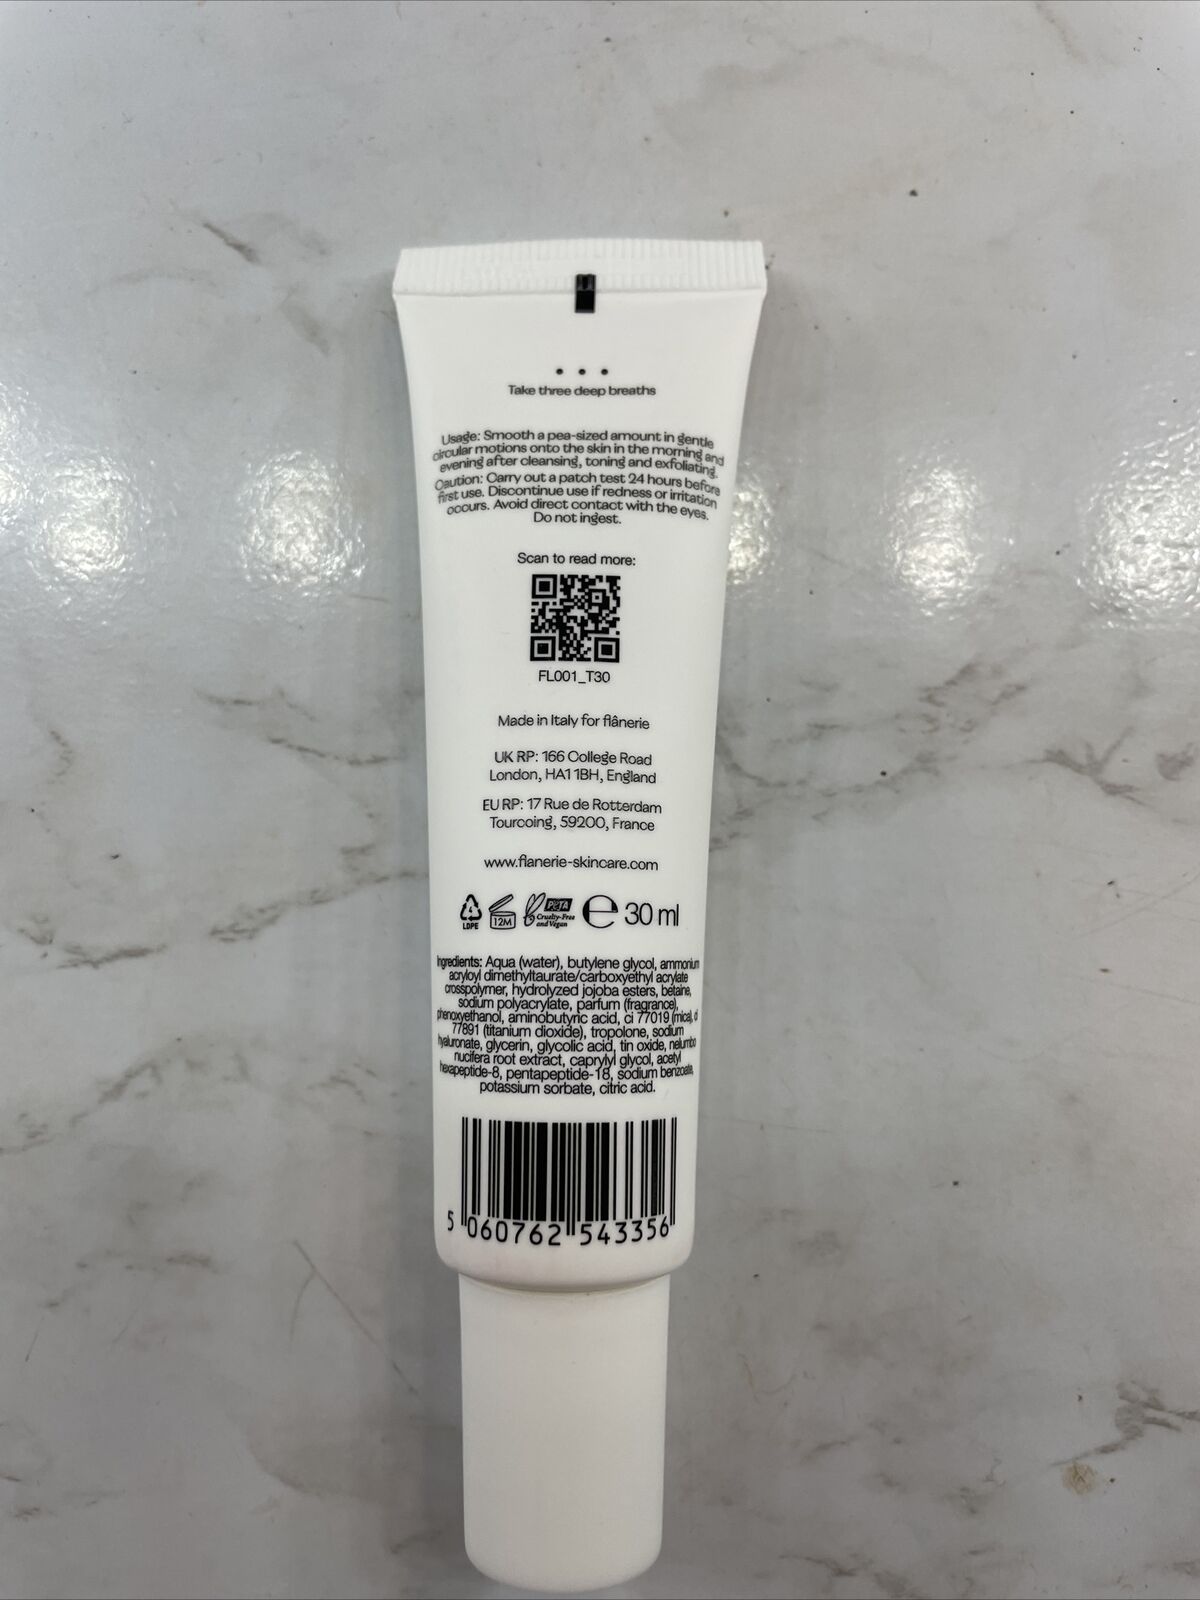 Take three deep breaths
Usage: Smooth a pea-sized amount in gentle
circular motions onto the skin in the morning and
evening after cleansing, toning and exfoliating.
Caution: Carry out a patch test 24 hours before
first use. Discontinue use if redness or irritation
occurs. Avoid direct contact with the eyes.
Do not ingest.
Scan to read more:
FL001_T30
Made in Italy for flânerie
UK RP: 166 College Road
London, HA1 1BH, England
EU RP: 17 Rue de Rotterdam
Tourcoing, 59200, France
www.flanerie-skincare.com
4
LDPE
12M
PETA
Cruelty-Free
and Vegan
e 30 ml
Ingredients: Aqua (water), butylene glycol, ammonium
acryloyl dimethyltaurate/carboxyethyl acrylate
crosspolymer, hydrolyzed jojoba esters, betaine,
sodium polyacrylate, parfum (fragrance),
phenoxyethanol, aminobutyric acid, ci 77019 (mica), ci
77891 (titanium dioxide), tropolone, sodium
hyaluronate, glycerin, glycolic acid, tin oxide, nelumbo
nucifera root extract, caprylyl glycol, acetyl
hexapeptide-8, pentapeptide-18, sodium benzoate,
potassium sorbate, citric acid.
5 060762 543356